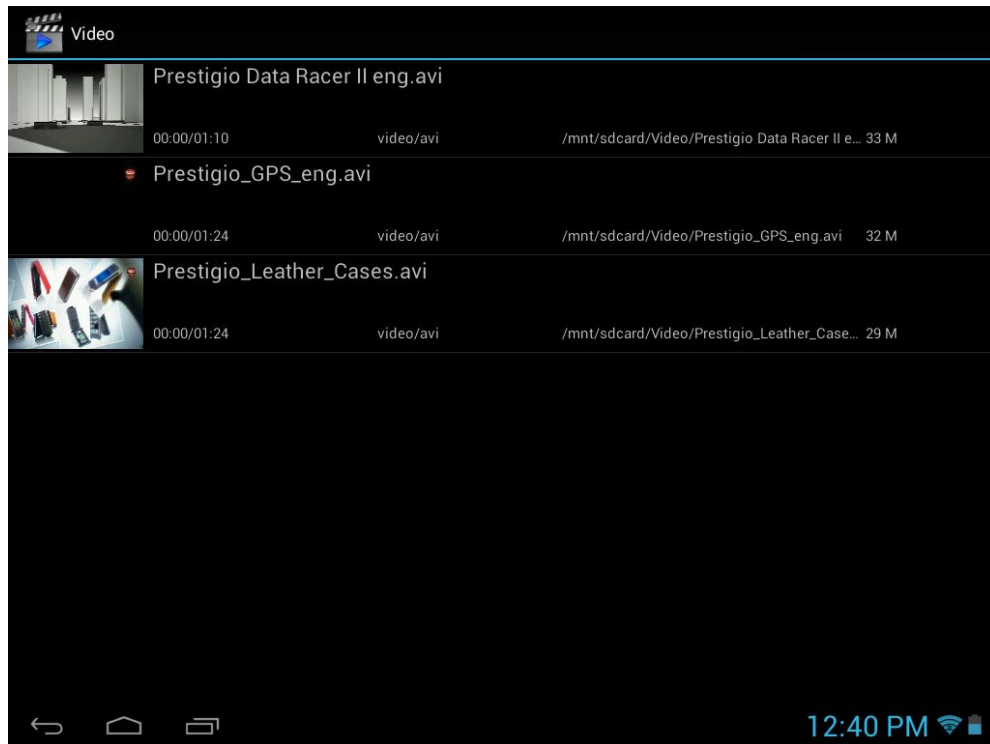 Video
Prestigio Data Racer II eng.avi
00:00/01:10 video/avi /mnt/sdcard/Video/Prestigio Data Racer II e... 33 M
Prestigio_GPS_eng.avi
00:00/01:24 video/avi /mnt/sdcard/Video/Prestigio_GPS_eng.avi 32 M
Prestigio_Leather_Cases.avi
00:00/01:24 video/avi /mnt/sdcard/Video/Prestigio_Leather_Case... 29 M
12:40 PM